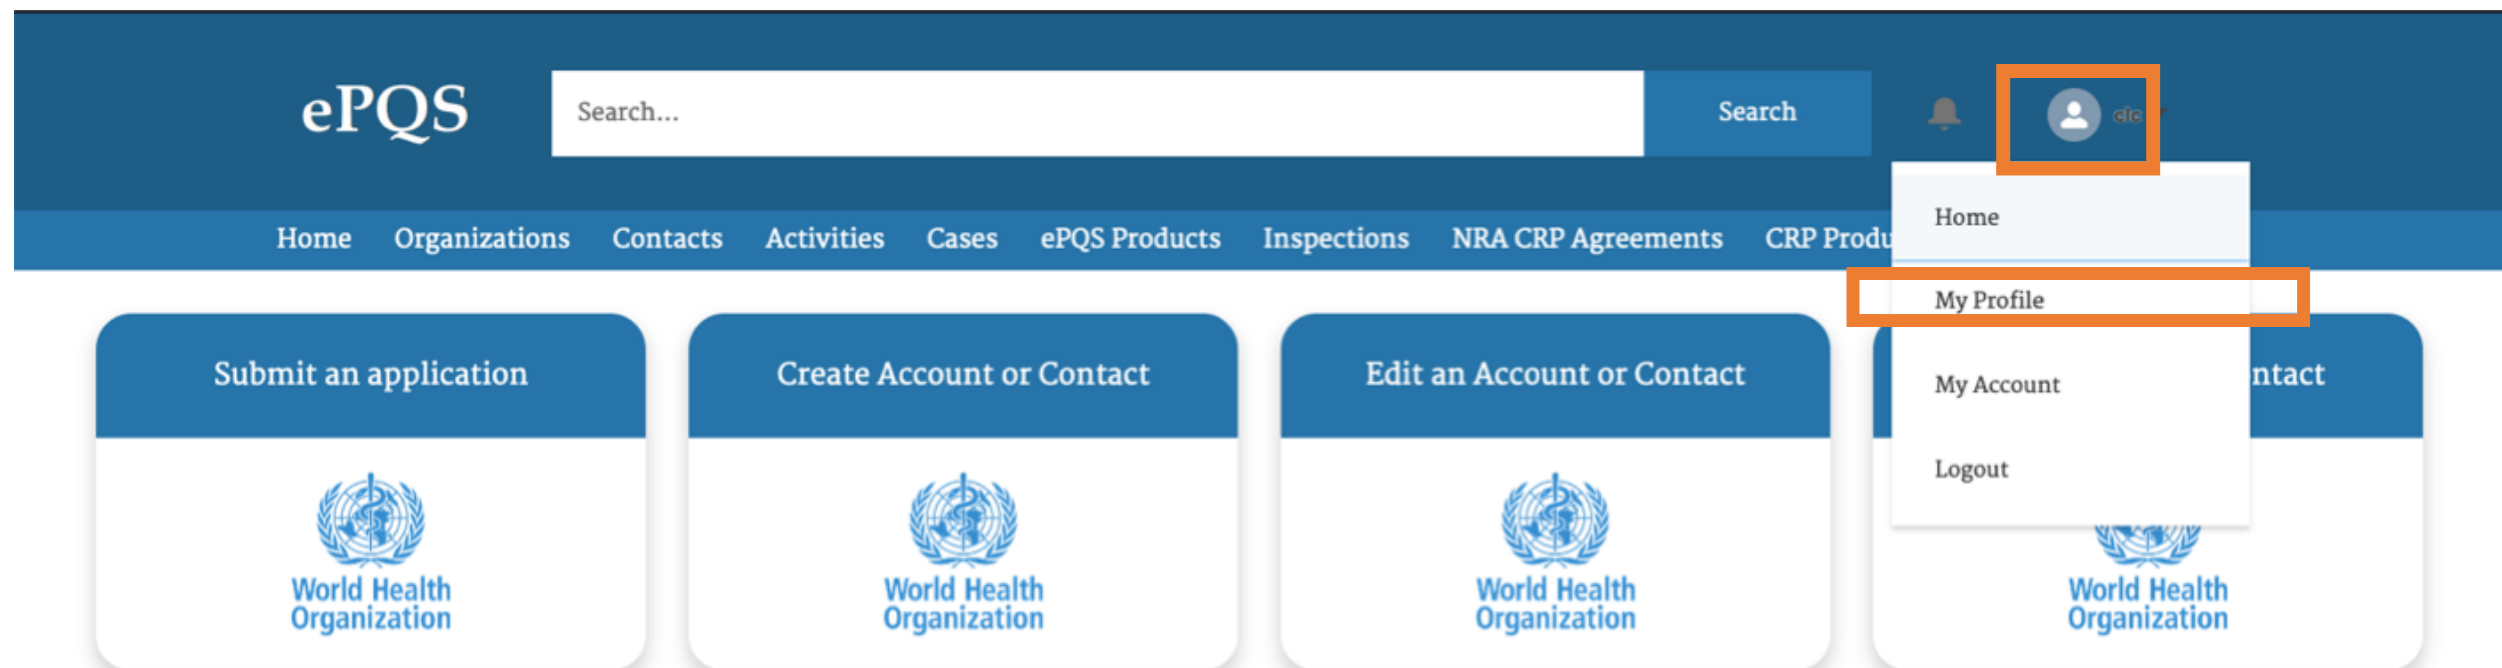 ePQS
Search...
Search
clc
Home
My Profile
My Account
Logout
Home Organizations Contacts Activities Cases ePQS Products Inspections NRA CRP Agreements CRP Produ
Submit an application
Create Account or Contact
Edit an Account or Contact
ntact
World Health
Organization
World Health
Organization
World Health
Organization
World Health
Organization